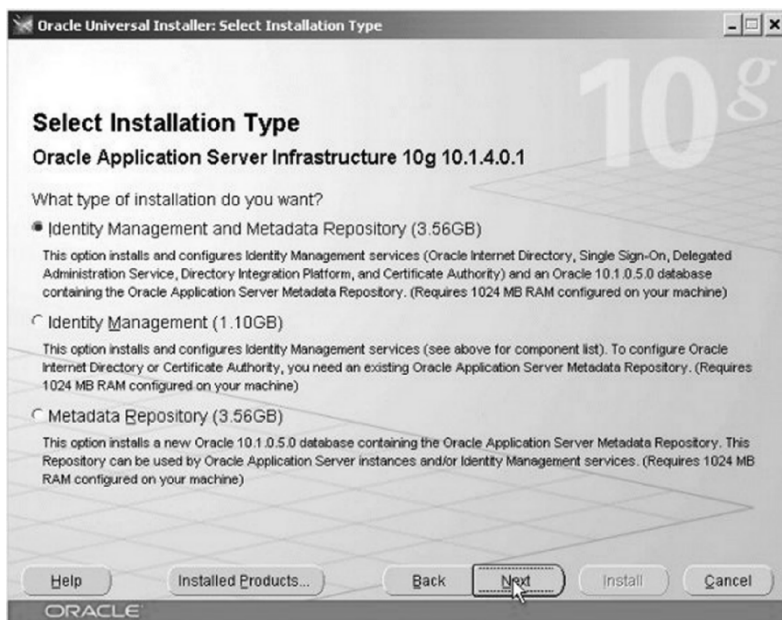 Oracle Universal Installer: Select Installation Type
10g
Select Installation Type
Oracle Application Server Infrastructure 10g 10.1.4.0.1
What type of installation do you want?
Identity Management and Metadata Repository (3.56GB)
This option installs and configures Identity Management services (Oracle Internet Directory, Single Sign-On, Delegated
Administration Service, Directory Integration Platform, and Certificate Authority) and an Oracle 10.1.0.5.0 database
containing the Oracle Application Server Metadata Repository. (Requires 1024 MB RAM configured on your machine)
Identity Management (1.10GB)
This option installs and configures Identity Management services (see above for component list). To configure Oracle
Internet Directory or Certificate Authority, you need an existing Oracle Application Server Metadata Repository. (Requires
1024 MB RAM configured on your machine)
Metadata Repository (3.56GB)
This option installs a new Oracle 10.1.0.5.0 database containing the Oracle Application Server Metadata Repository. This
Repository can be used by Oracle Application Server instances and/or Identity Management services. (Requires 1024 MB
RAM configured on your machine)
Help Installed Products... Back Next Install Cancel
ORACLE